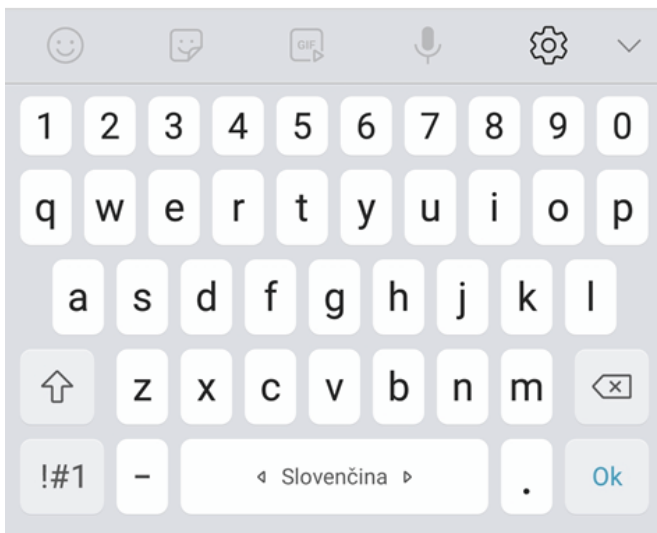 GIF
1 2 3 4 5 6 7 8 9 0
q w e r t y u i o p
a s d f g h j k l
z x c v b n m
!#1 - Slovenčina . Ok